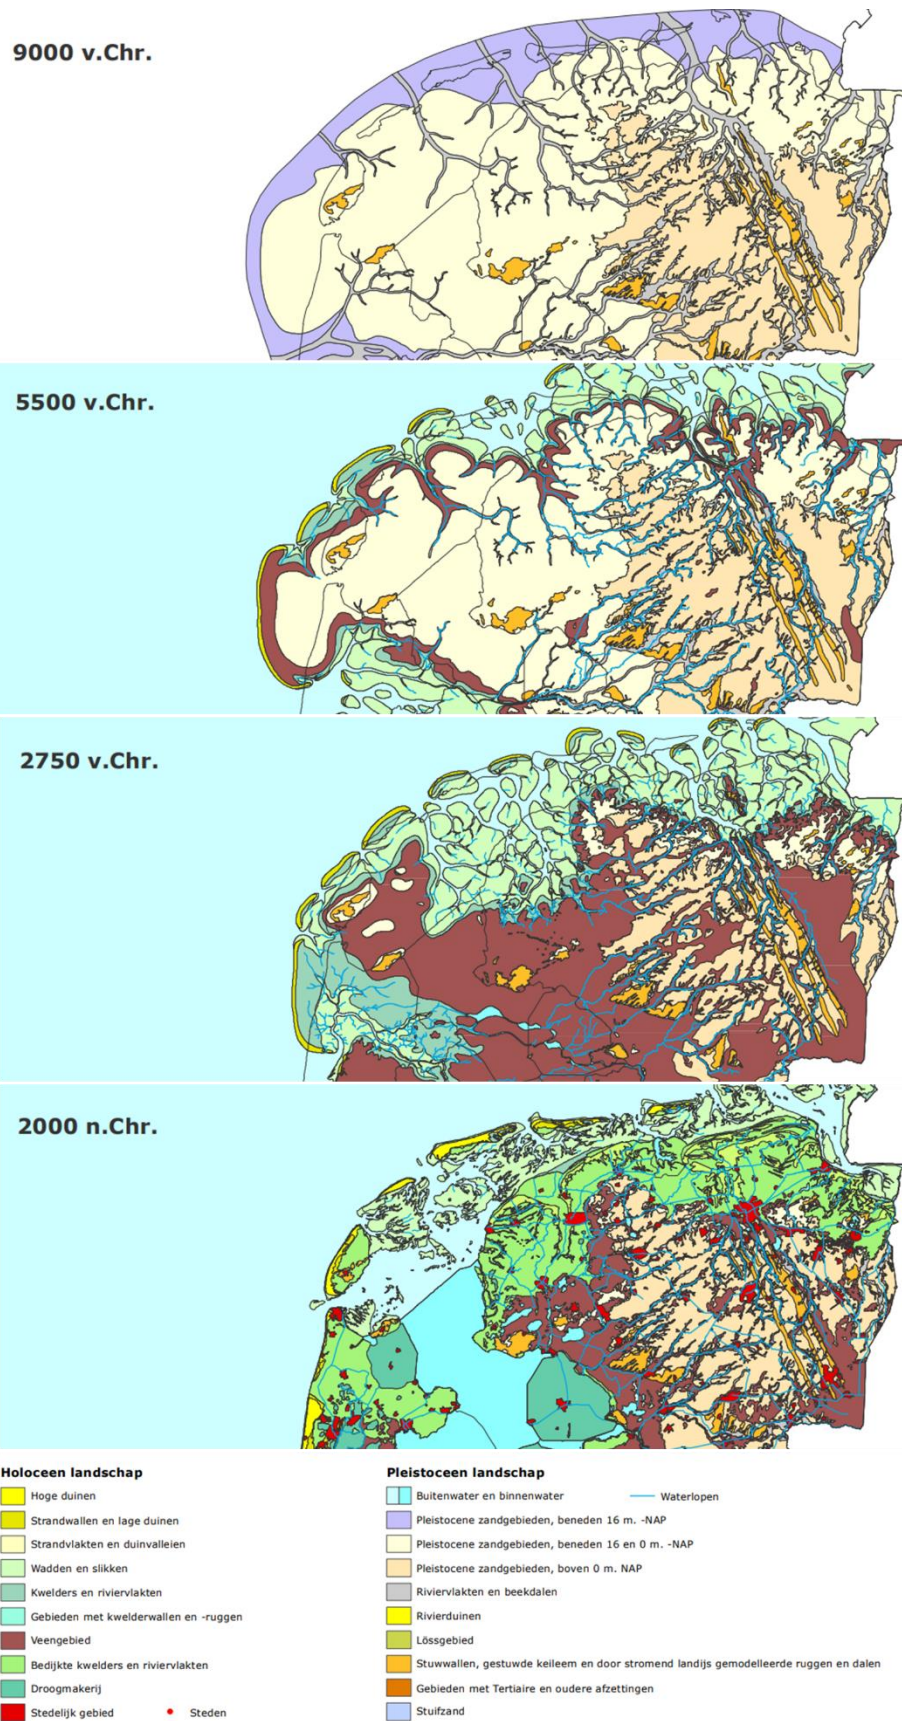 9000 v.Chr.
5500 v.Chr.
2750 v.Chr.
2000 n.Chr.
Holoceen landschap
Hoge duinen
Strandwallen en lage duinen
Strandvlakten en duinvalleien
Wadden en slikken
Kwelders en riviervlakten
Gebieden met kwelderwallen en -ruggen
Veengebied
Bedijkte kwelders en riviervlakten
Droogmakerij
Stedelijk gebied
Steden
Pleistoceen landschap
Buitenwater en binnenwater
Waterlopen
Pleistocene zandgebieden, beneden 16 m. -NAP
Pleistocene zandgebieden, beneden 16 en 0 m. -NAP
Pleistocene zandgebieden, boven 0 m. NAP
Riviervlakten en beekdalen
Rivierduinen
Lössgebied
Stuwwallen, gestuwde keileem en door stromend landijs gemodelleerde ruggen en dalen
Gebieden met Tertiaire en oudere afzettingen
Stuifzand